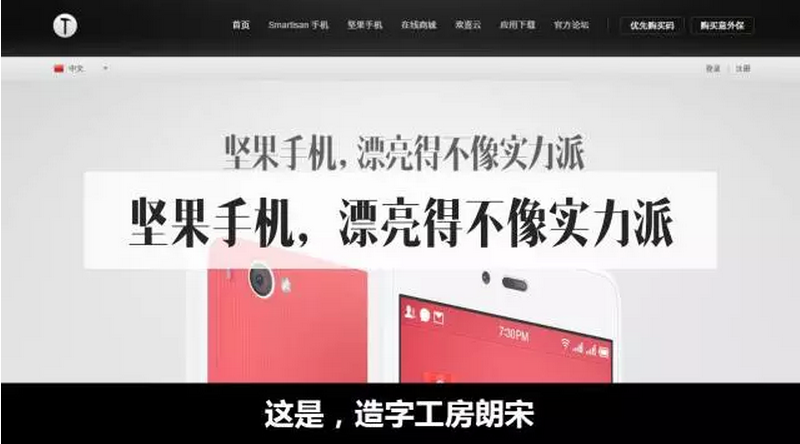 T
首页 Smartisan 手机 坚果手机 在线商城 欢喜云 应用下载 官方论坛 优先购买码 购买意外保
中文 登录 | 注册
坚果手机，漂亮得不像实力派
坚果手机，漂亮得不像实力派
7:30PM
这是，造字工房朗宋